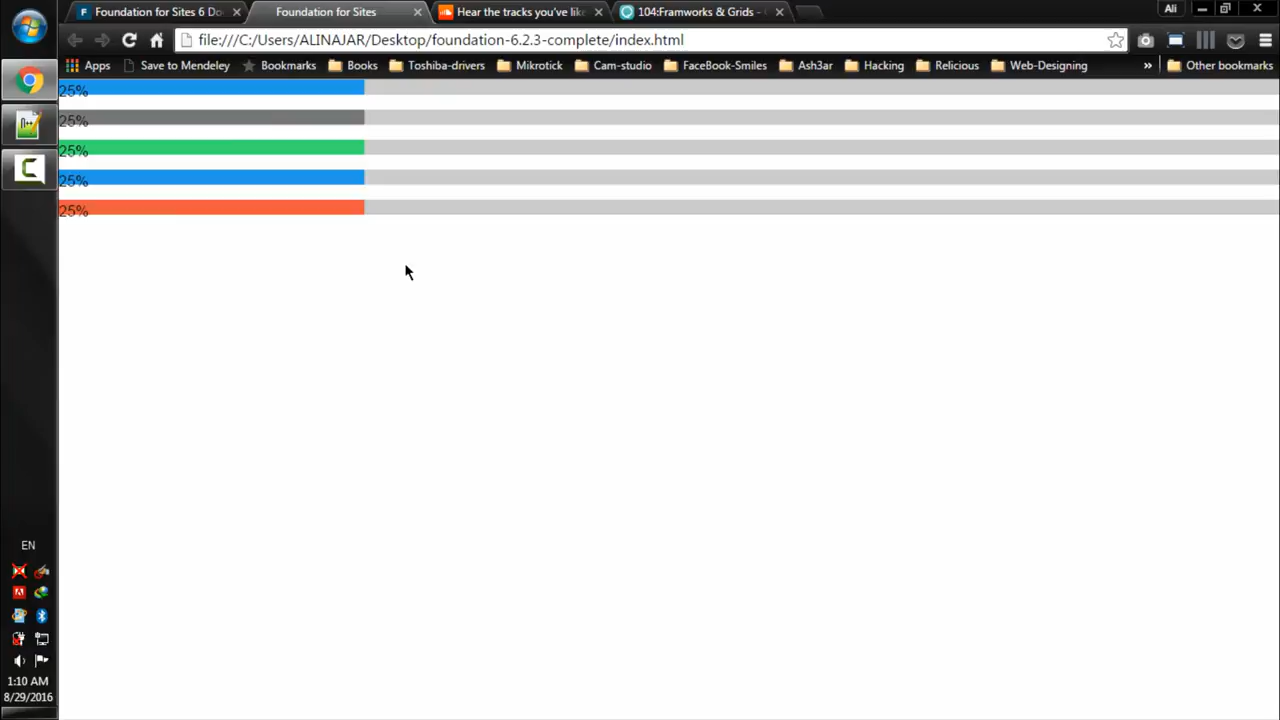 Foundation for Sites 6 Do
Foundation for Sites
Hear the tracks you've like
104:Framworks & Grids -
Ali
file:///C:/Users/ALINAJAR/Desktop/foundation-6.2.3-complete/index.html
Apps
Save to Mendeley
Bookmarks
Books
Toshiba-drivers
Mikrotick
Cam-studio
FaceBook-Smiles
Ash3ar
Hacking
Relicious
Web-Designing
»
Other bookmarks
25%
25%
25%
25%
25%
EN
1:10 AM
8/29/2016